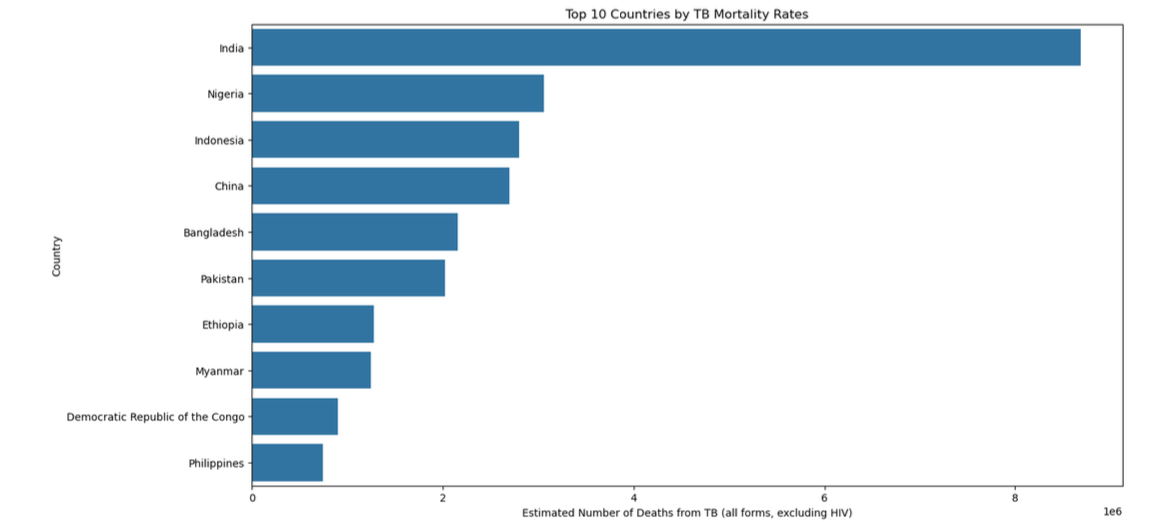 Top 10 Countries by TB Mortality Rates
India
Nigeria
Indonesia
China
Bangladesh
Pakistan
Ethiopia
Myanmar
Democratic Republic of the Congo
Philippines
Country
0 2 4 6 8
1e6
Estimated Number of Deaths from TB (all forms, excluding HIV)